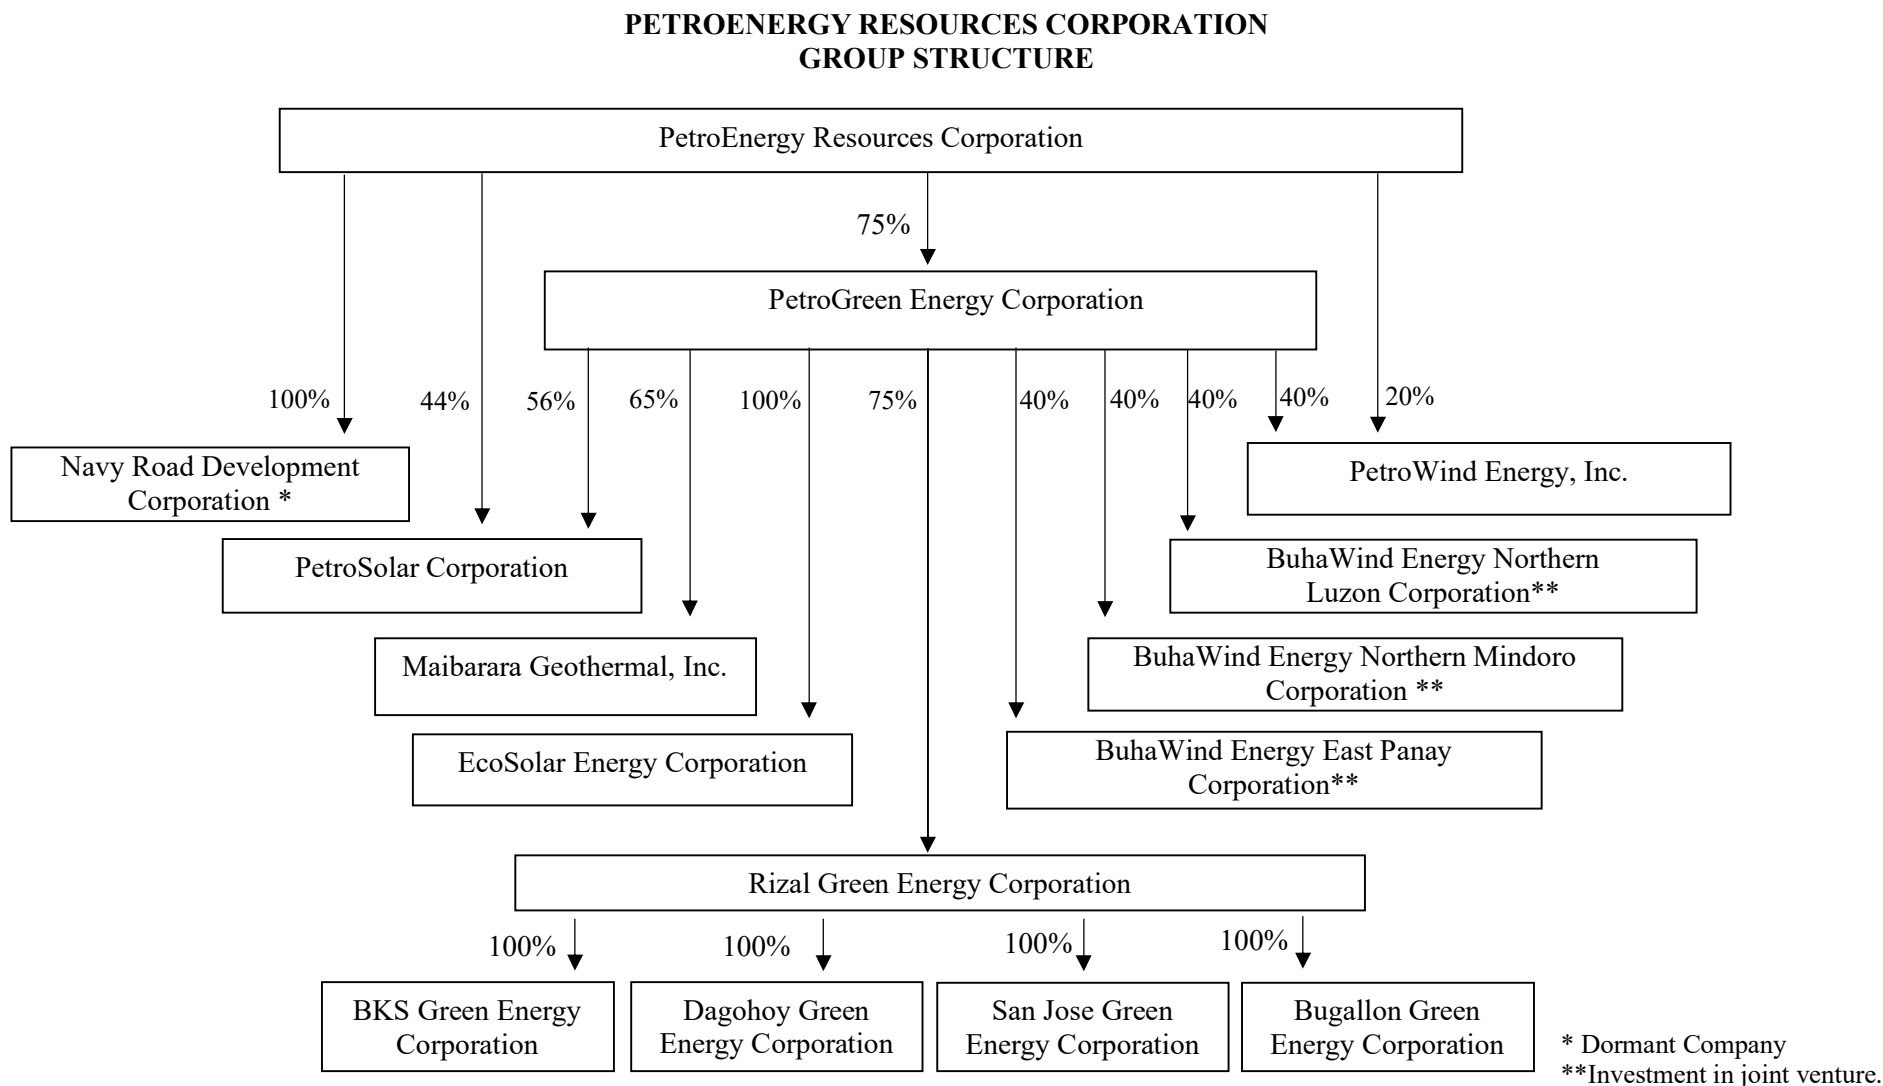 PETROENERGY RESOURCES CORPORATION
GROUP STRUCTURE
PetroEnergy Resources Corporation
75%
PetroGreen Energy Corporation
100%
44%
56%
65%
100%
75%
40%
40%
40%
40%
20%
Navy Road Development
Corporation *
PetroWind Energy, Inc.
PetroSolar Corporation
BuhaWind Energy Northern
Luzon Corporation**
Maibarara Geothermal, Inc.
BuhaWind Energy Northern Mindoro
Corporation **
EcoSolar Energy Corporation
BuhaWind Energy East Panay
Corporation**
Rizal Green Energy Corporation
100%
100%
100%
100%
BKS Green Energy
Corporation
Dagohoy Green
Energy Corporation
San Jose Green
Energy Corporation
Bugallon Green
Energy Corporation
* Dormant Company
**Investment in joint venture.